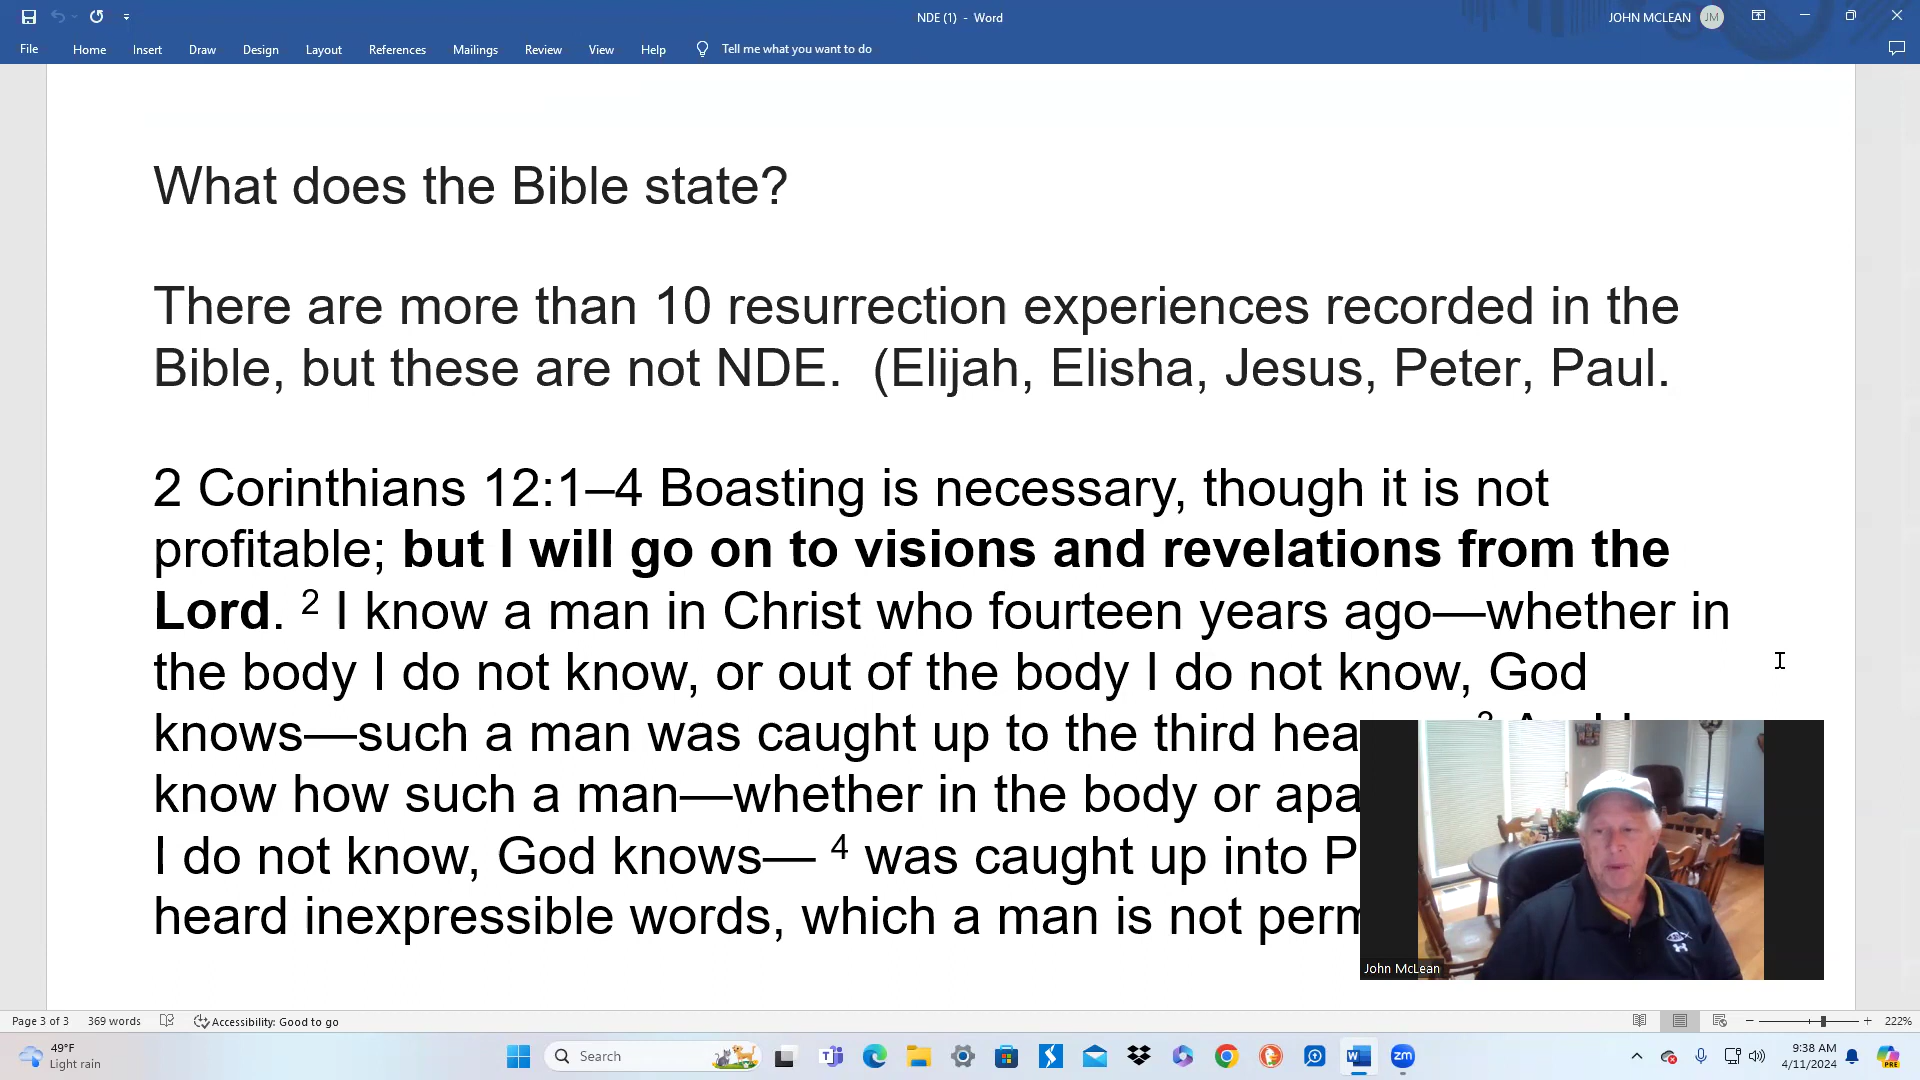 NDE (1) - Word
JOHN MCLEAN
JM
File
Home
Insert
Draw
Design
Layout
References
Mailings
Review
View
Help
Tell me what you want to do
What does the Bible state?
There are more than 10 resurrection experiences recorded in the
Bible, but these are not NDE. (Elijah, Elisha, Jesus, Peter, Paul.
2 Corinthians 12:1–4 Boasting is necessary, though it is not
profitable; but I will go on to visions and revelations from the
Lord. 2 I know a man in Christ who fourteen years ago—whether in
the body I do not know, or out of the body I do not know, God
knows—such a man was caught up to the third
know how such a man—whether in the body or
I do not know, God knows— 4 was caught up into
heard inexpressible words, which a man is not
John McLean
Page 3 of 3
369 words
Accessibility: Good to go
222%
49°F
Light rain
Search
zm
9:38 AM
4/11/2024
PRE